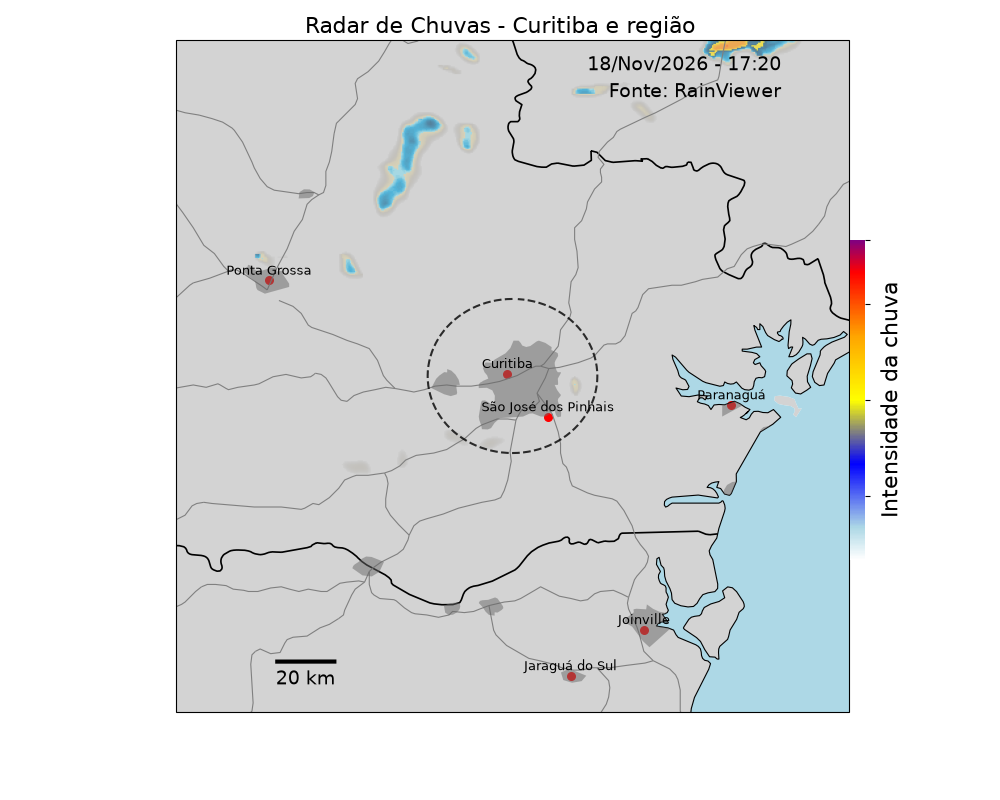 Radar de Chuvas - Curitiba e região
18/Nov/2026 - 17:20
Fonte: RainViewer
Ponta Grossa
Curitiba
São José dos Pinhais
Paranaguá
Intensidade da chuva
Joinville
Jaraguá do Sul
20 km